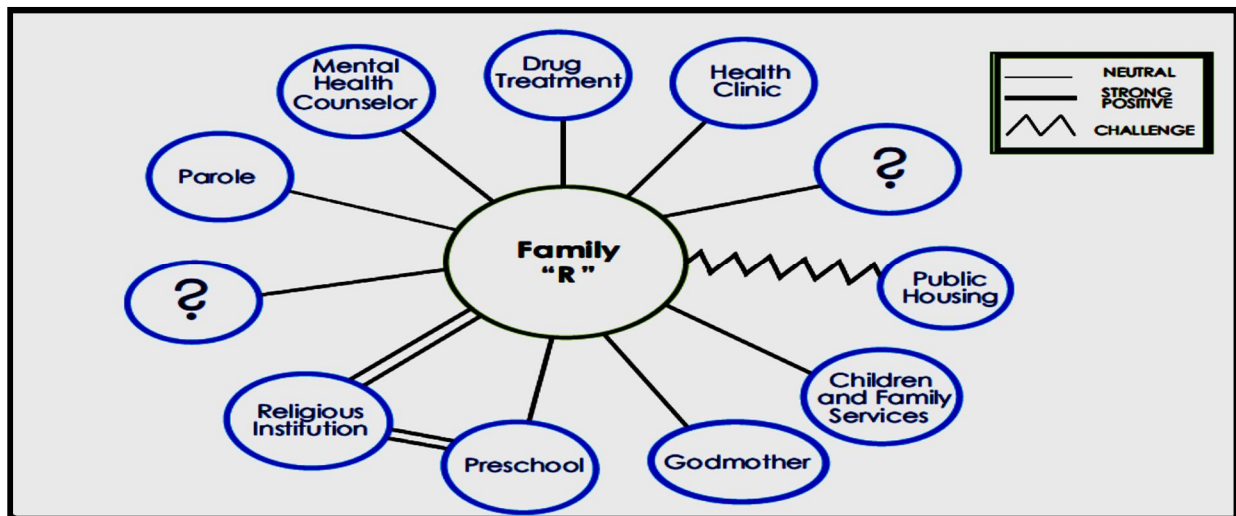 Mental
Health
Counselor
Drug
Treatment
Health
Clinic
NEUTRAL
STRONG
POSITIVE
CHALLENGE
Parole
?
Family
“R”
?
Public
Housing
Children
and Family
Services
Religious
Institution
Preschool
Godmother